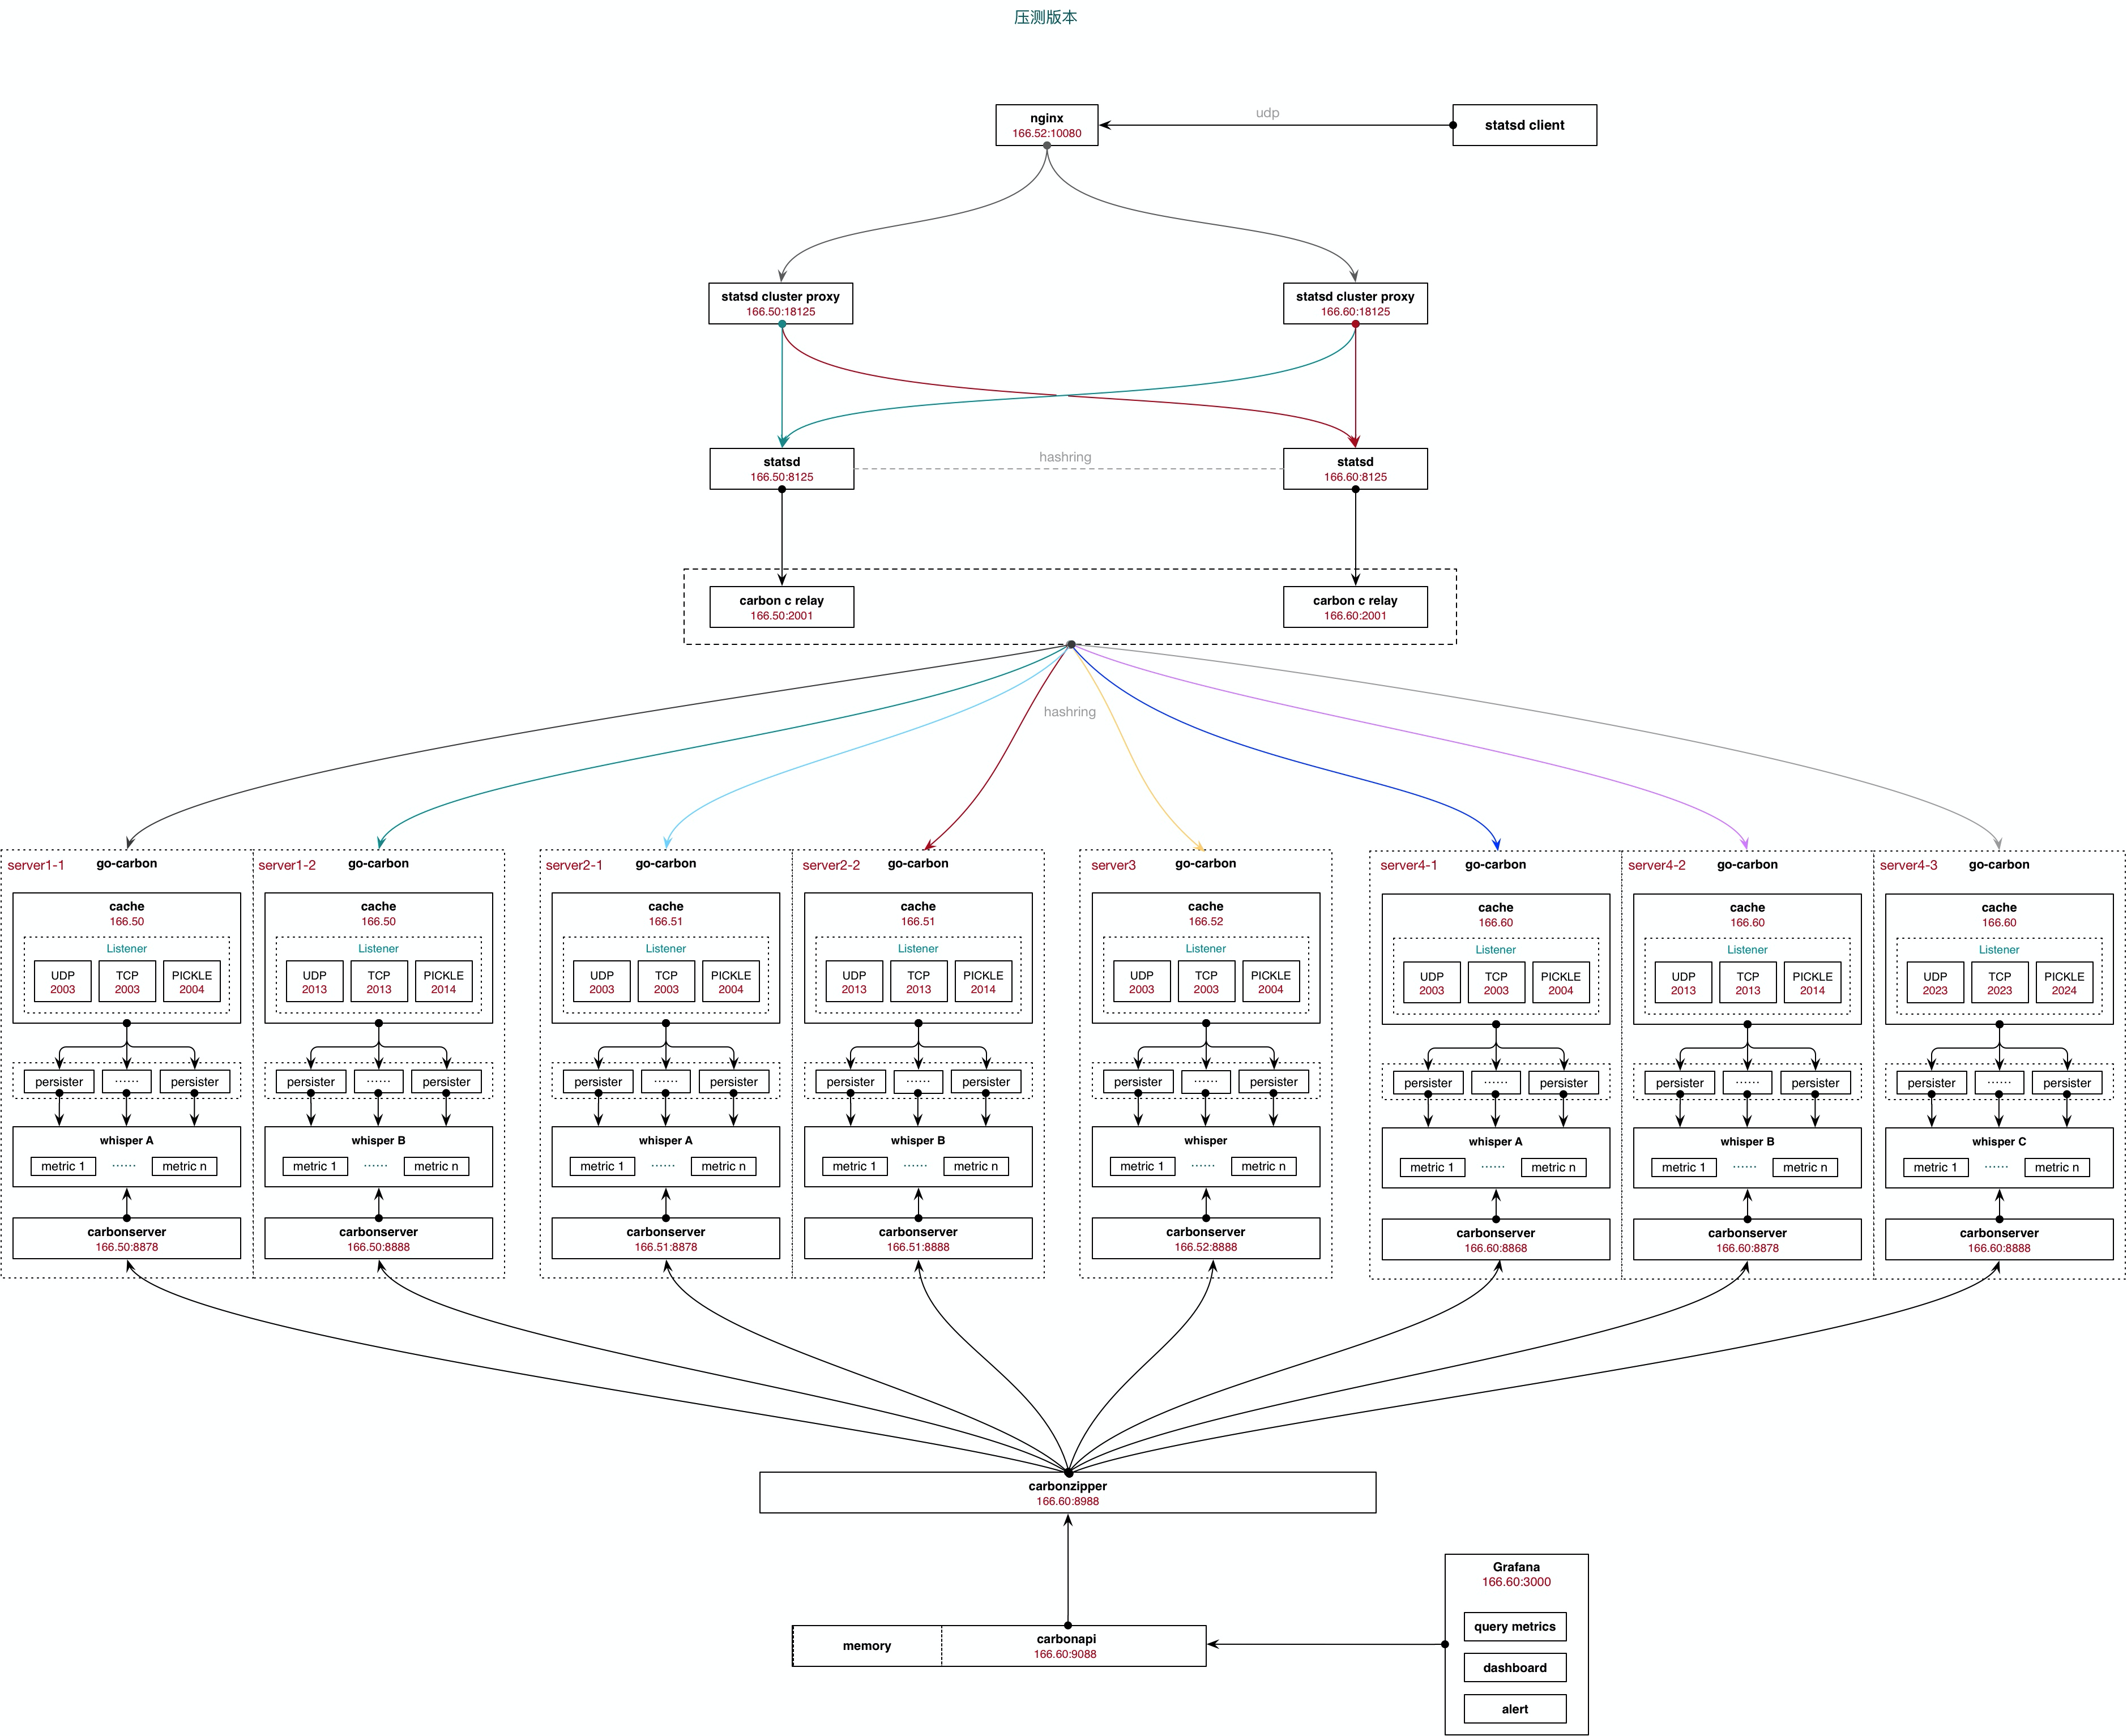 压测版本
nginx
166.52:10080
udp
statsd client
statsd cluster proxy
166.50:18125
statsd cluster proxy
166.60:18125
statsd
166.50:8125
hashring
statsd
166.60:8125
carbon c relay
166.50:2001
carbon c relay
166.60:2001
hashring
server1-1
go-carbon
cache
166.50
Listener
UDP
2003
TCP
2003
PICKLE
2004
persister
······
persister
whisper A
metric 1
······
metric n
carbonserver
166.50:8878
server1-2
go-carbon
cache
166.50
Listener
UDP
2013
TCP
2013
PICKLE
2014
persister
······
persister
whisper B
metric 1
······
metric n
carbonserver
166.50:8888
server2-1
go-carbon
cache
166.51
Listener
UDP
2003
TCP
2003
PICKLE
2004
persister
······
persister
whisper A
metric 1
······
metric n
carbonserver
166.51:8878
server2-2
go-carbon
cache
166.51
Listener
UDP
2013
TCP
2013
PICKLE
2014
persister
······
persister
whisper B
metric 1
······
metric n
carbonserver
166.51:8888
server3
go-carbon
cache
166.52
Listener
UDP
2003
TCP
2003
PICKLE
2004
persister
······
persister
whisper
metric 1
······
metric n
carbonserver
166.52:8888
server4-1
go-carbon
cache
166.60
Listener
UDP
2003
TCP
2003
PICKLE
2004
persister
······
persister
whisper A
metric 1
······
metric n
carbonserver
166.60:8868
server4-2
go-carbon
cache
166.60
Listener
UDP
2013
TCP
2013
PICKLE
2014
persister
······
persister
whisper B
metric 1
······
metric n
carbonserver
166.60:8878
server4-3
go-carbon
cache
166.60
Listener
UDP
2023
TCP
2023
PICKLE
2024
persister
······
persister
whisper C
metric 1
······
metric n
carbonserver
166.60:8888
carbonzipper
166.60:8988
memory
carbonapi
166.60:9088
Grafana
166.60:3000
query metrics
dashboard
alert